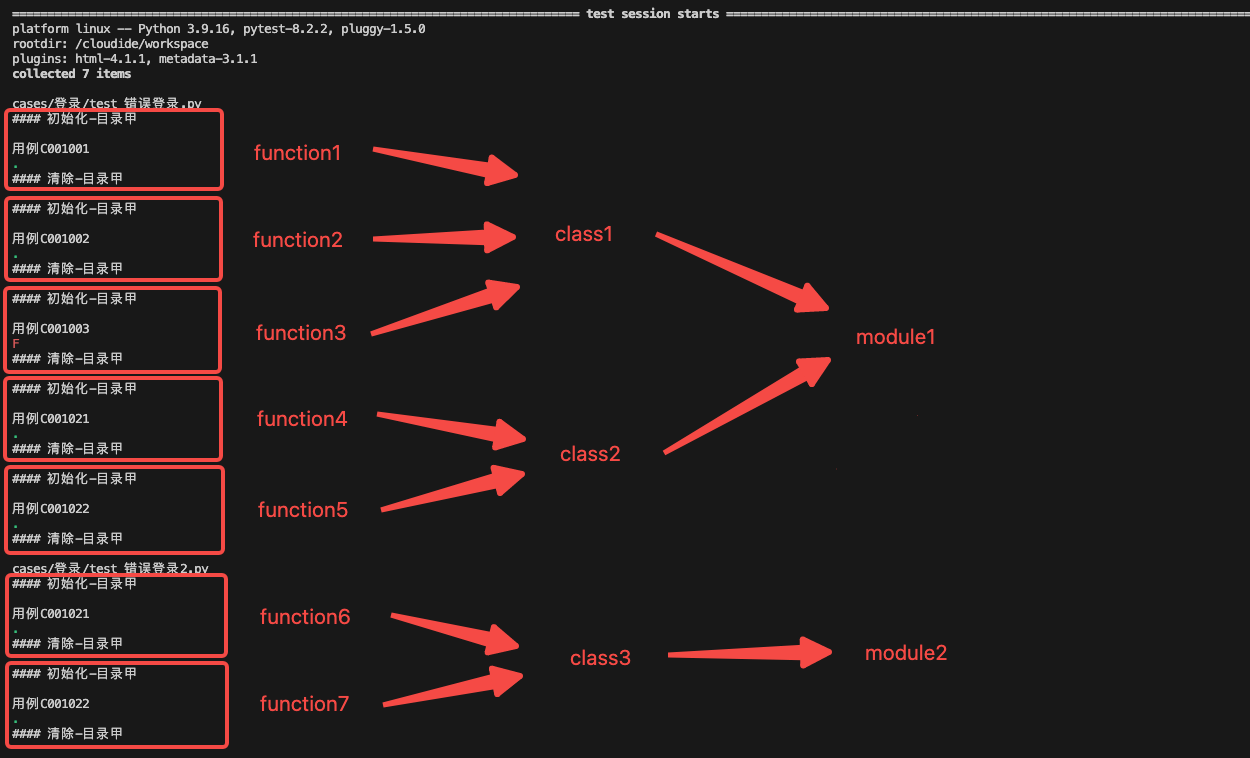 test session starts
platform linux -- Python 3.9.16, pytest-8.2.2, pluggy-1.5.0
rootdir: /cloudide/workspace
plugins: html-4.1.1, metadata-3.1.1
collected 7 items
cases/登录/test_错误登录.py
#### 初始化-目录甲
用例C001001
.
#### 清除-目录甲
function1
#### 初始化-目录甲
用例C001002
.
#### 清除-目录甲
function2
class1
#### 初始化-目录甲
用例C001003
F
#### 清除-目录甲
function3
module1
#### 初始化-目录甲
用例C001021
.
#### 清除-目录甲
function4
class2
#### 初始化-目录甲
用例C001022
.
#### 清除-目录甲
function5
cases/登录/test_错误登录2.py
#### 初始化-目录甲
用例C001021
.
#### 清除-目录甲
function6
class3
module2
#### 初始化-目录甲
用例C001022
.
#### 清除-目录甲
function7